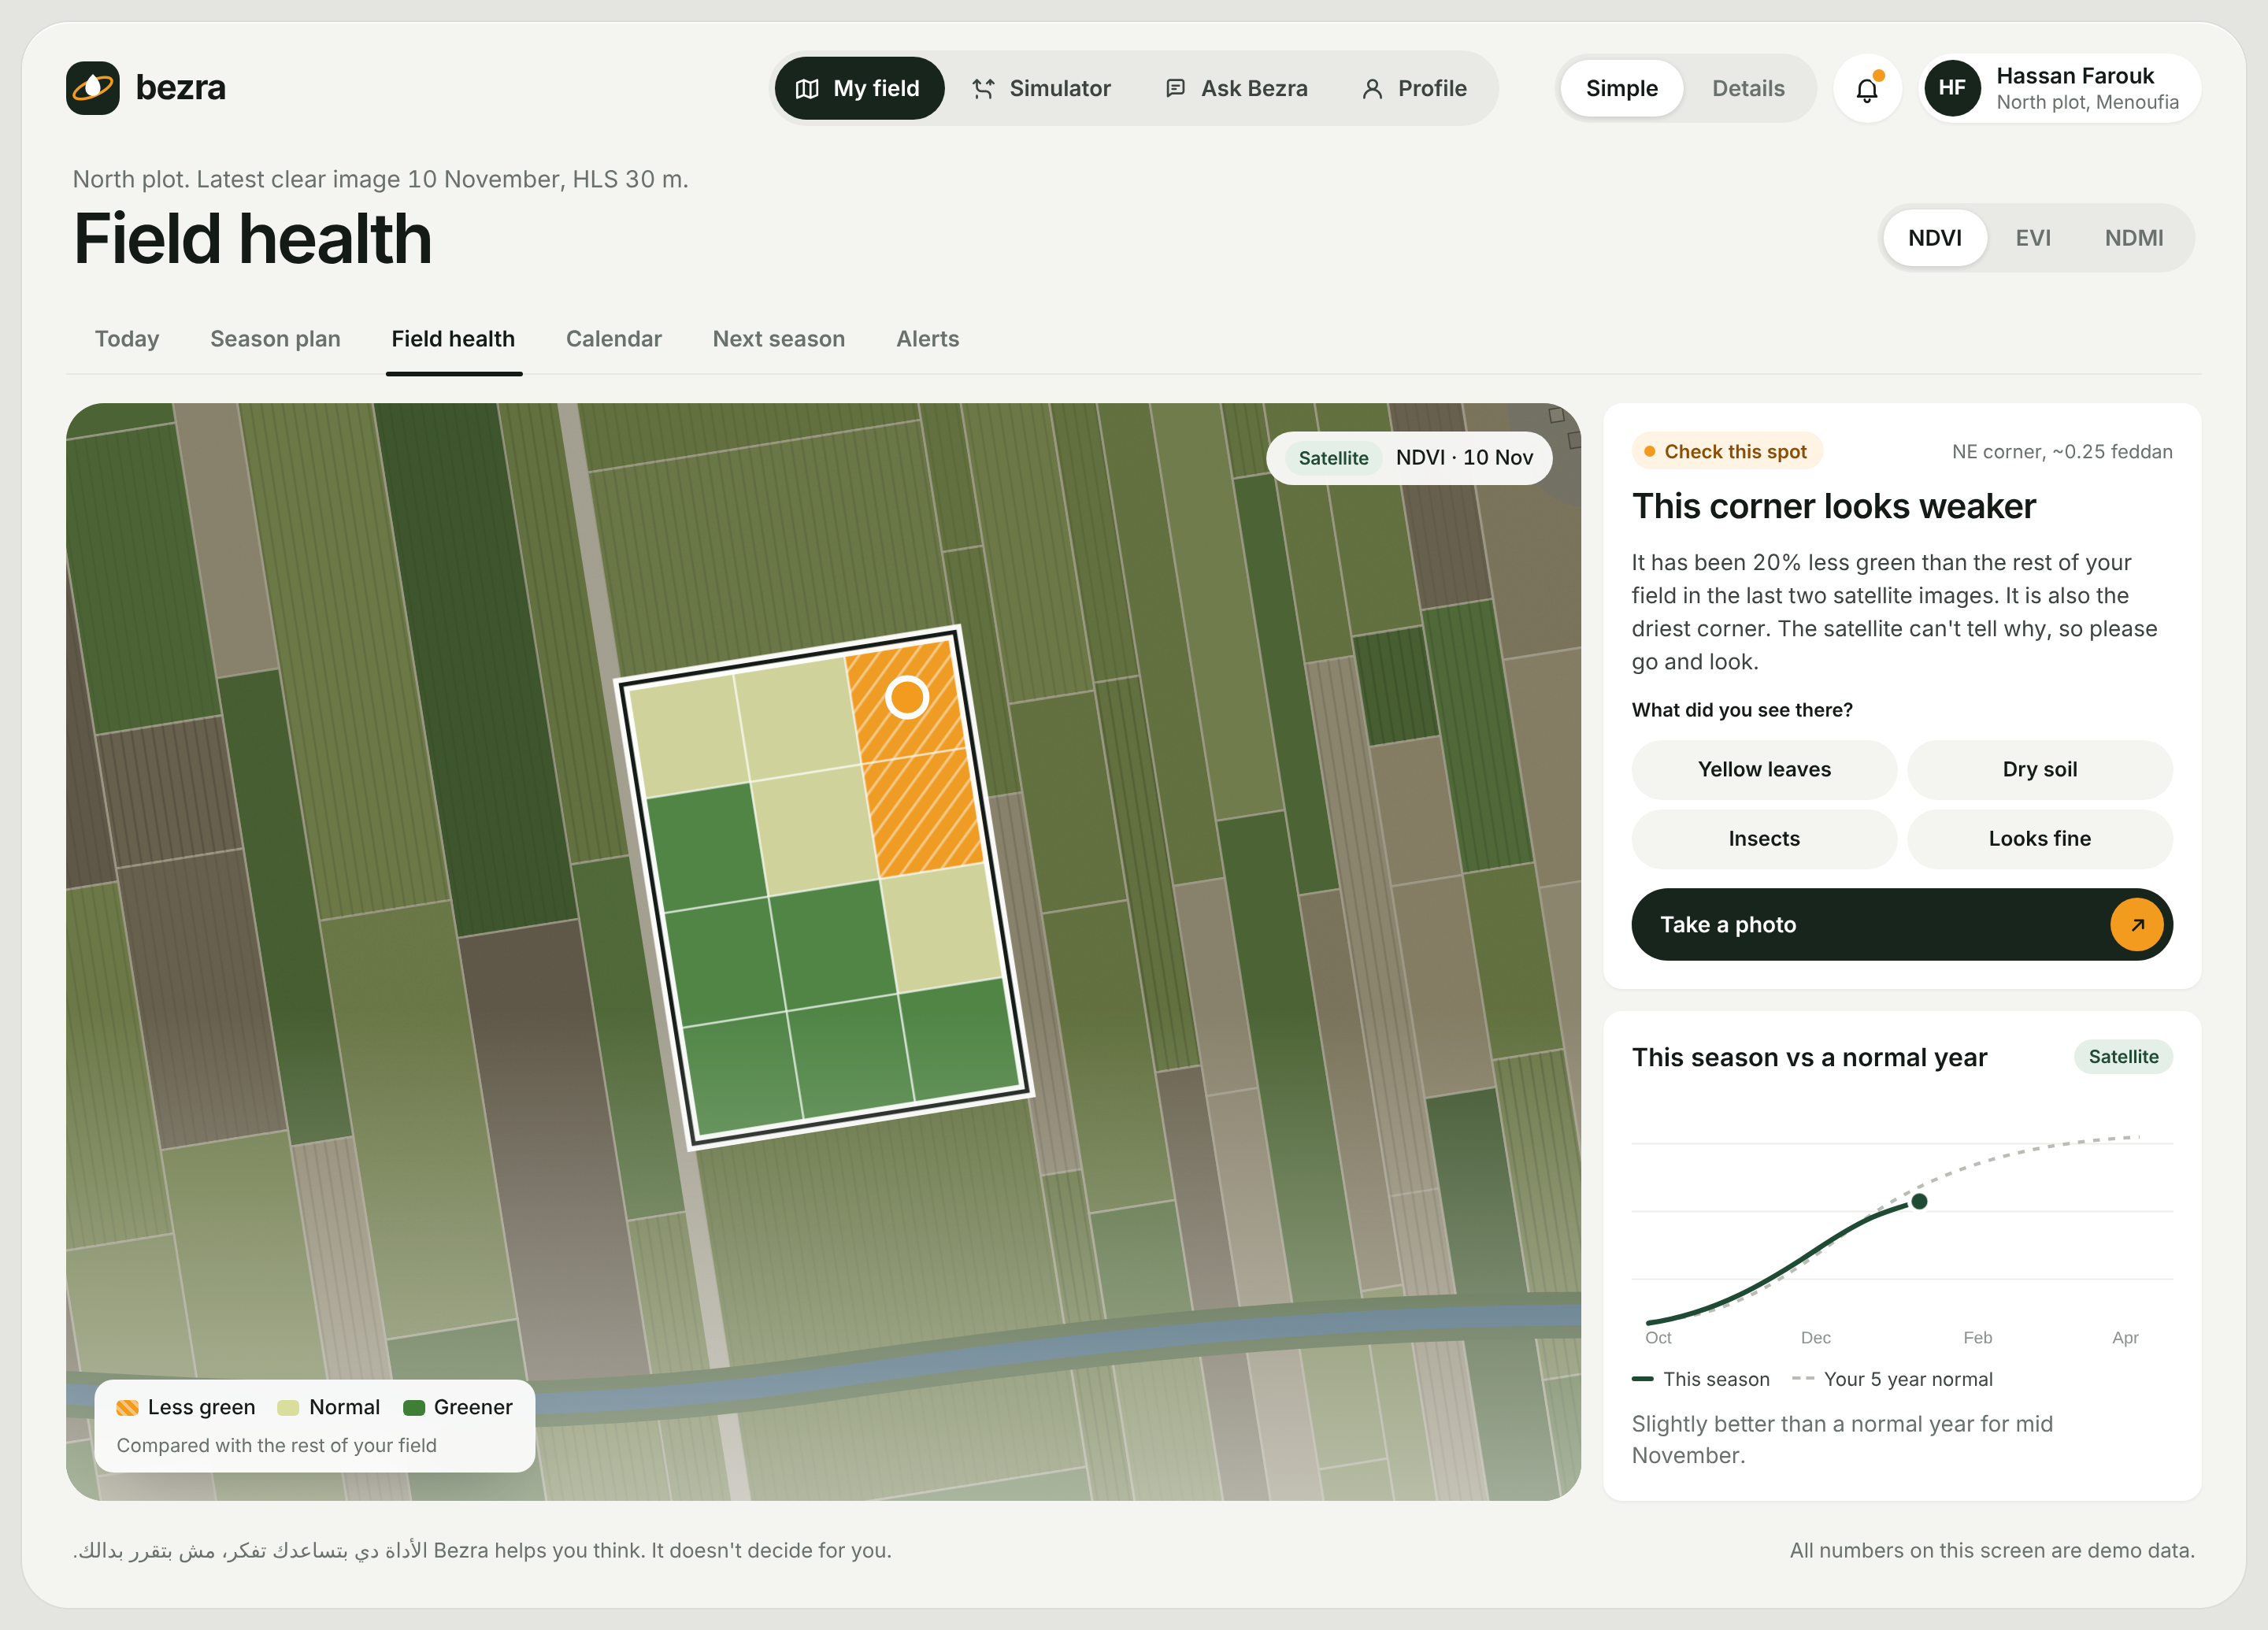 bezra
My field
Simulator
Ask Bezra
Profile
Simple
Details
HF
Hassan Farouk
North plot, Menoufia
North plot. Latest clear image 10 November, HLS 30 m.
Field health
NDVI
EVI
NDMI
Today
Season plan
Field health
Calendar
Next season
Alerts
Satellite
NDVI · 10 Nov
Less green
Normal
Greener
Compared with the rest of your field
Check this spot
NE corner, ~0.25 feddan
This corner looks weaker
It has been 20% less green than the rest of your
field in the last two satellite images. It is also the
driest corner. The satellite can't tell why, so please
go and look.
What did you see there?
Yellow leaves
Dry soil
Insects
Looks fine
Take a photo
This season vs a normal year
Satellite
Oct
Dec
Feb
Apr
This season
Your 5 year normal
Slightly better than a normal year for mid
November.
الأداة دي بتساعدك تفكر، مش بتقرر بدالك. Bezra helps you think. It doesn't decide for you.
All numbers on this screen are demo data.